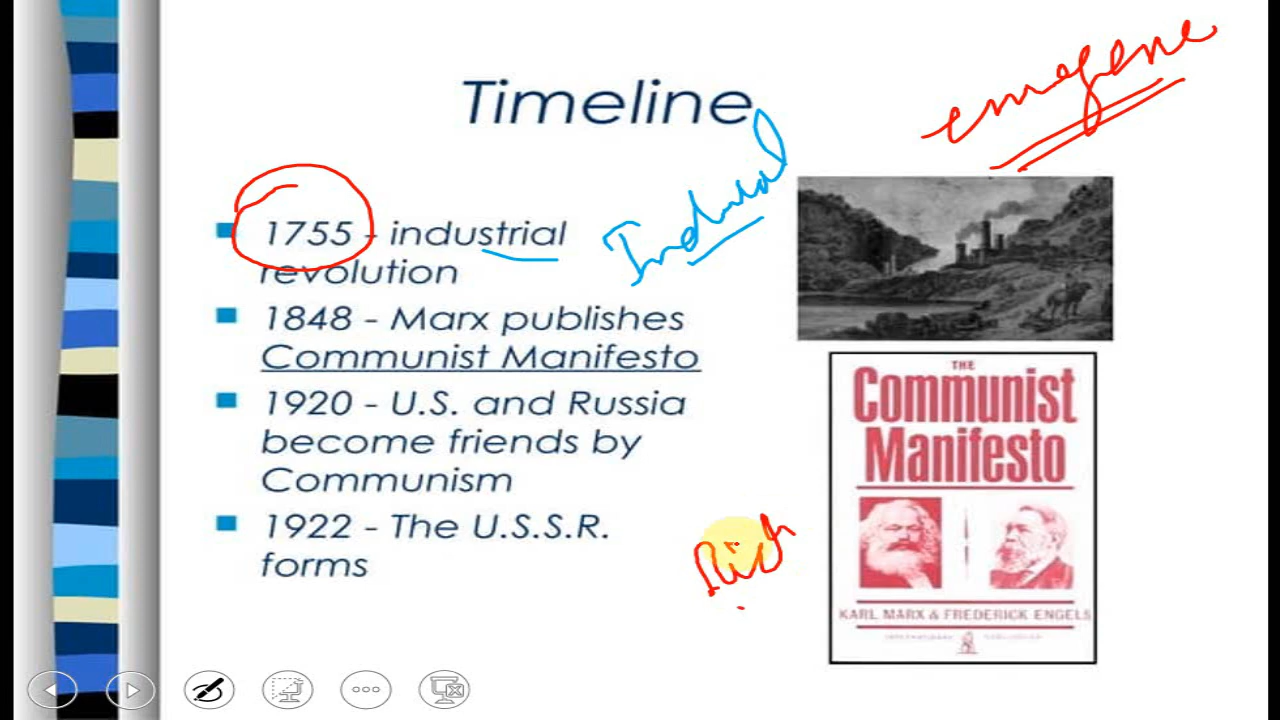 Timeline
1755 - industrial
revolution
1848 - Marx publishes
Communist Manifesto
1920 - U.S. and Russia
become friends by
Communism
1922 - The U.S.S.R.
forms
THE
Communist
Manifesto
KARL MARX & FREDERICK ENGELS